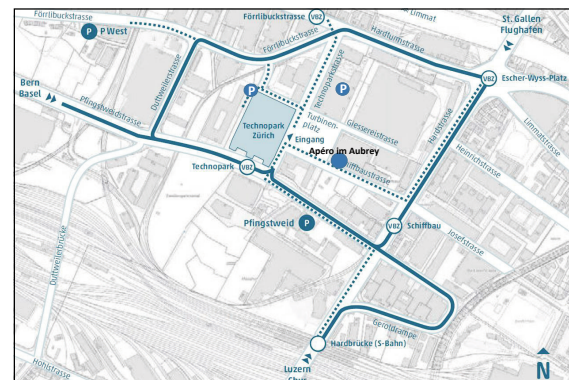 Förrlibuckstrasse
P
P West
Förrlibuckstrasse
VBZ
Limmat
St. Gallen
Flughafen
Förrlibuckstrasse
Hardturmstrasse
VBZ
Escher-Wyss-Platz
Bern
Basel
Pfingstweidstrasse
Duttweilerstrasse
P
Technoparkstrasse
P
Hardstrasse
Limmatstrasse
Technopark
Zürich
Turbinen-
platz
Giessereistrasse
Eingang
Heinrichstrasse
Apéro im Aubrey
Schiffbaustrasse
Technopark
VBZ
Pfingstweid
P
VBZ
Schiffbau
Josefstrasse
Duttweilerbrücke
Geroldrampe
Hardbrücke (S-Bahn)
Hohlstrasse
Luzern
Chur
N